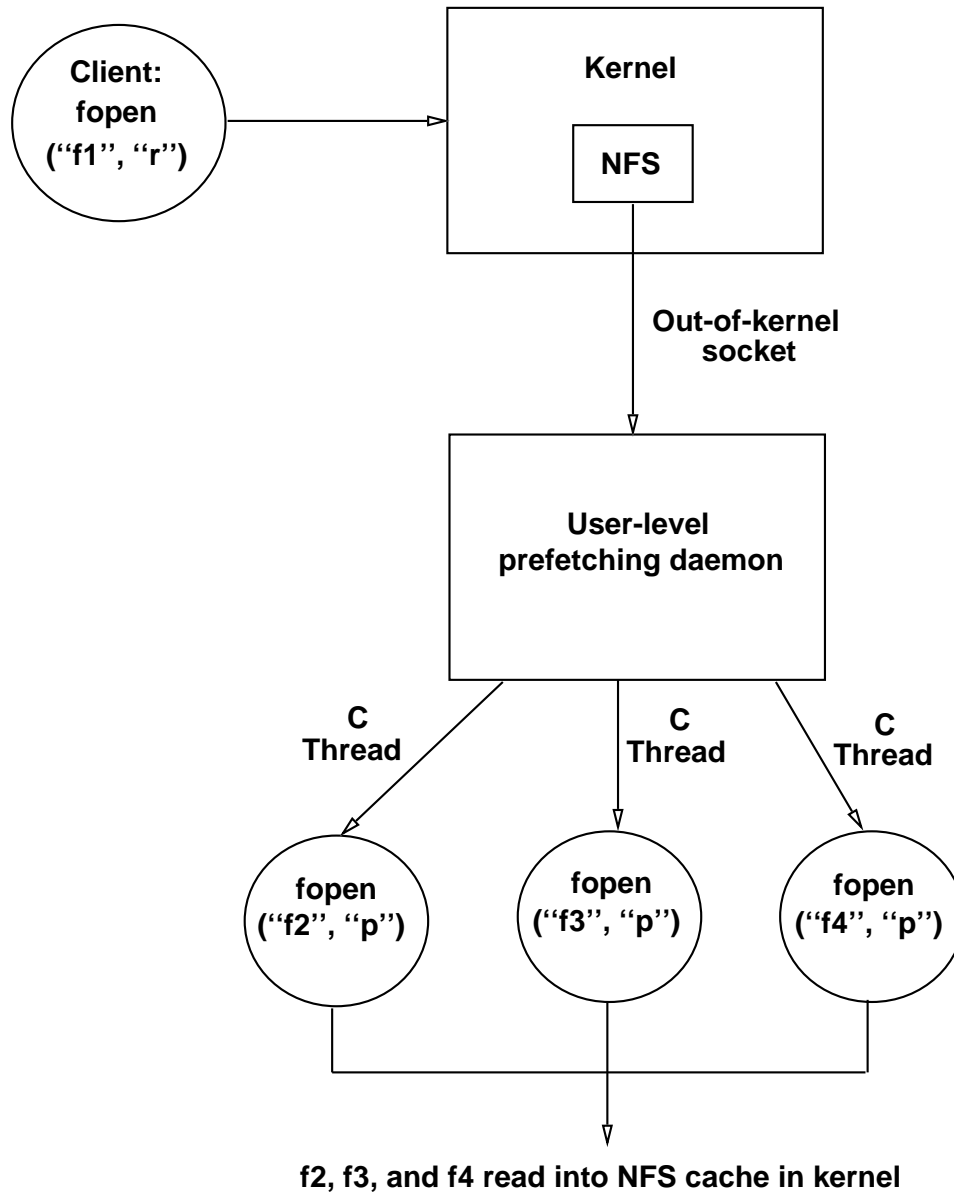 Client:
fopen
(‘‘f1’’, ‘‘r’’)
Kernel
NFS
Out-of-kernel
socket
User-level
prefetching daemon
C
Thread
C
Thread
C
Thread
fopen
(‘‘f2’’, ‘‘p’’)
fopen
(‘‘f3’’, ‘‘p’’)
fopen
(‘‘f4’’, ‘‘p’’)
f2, f3, and f4 read into NFS cache in kernel